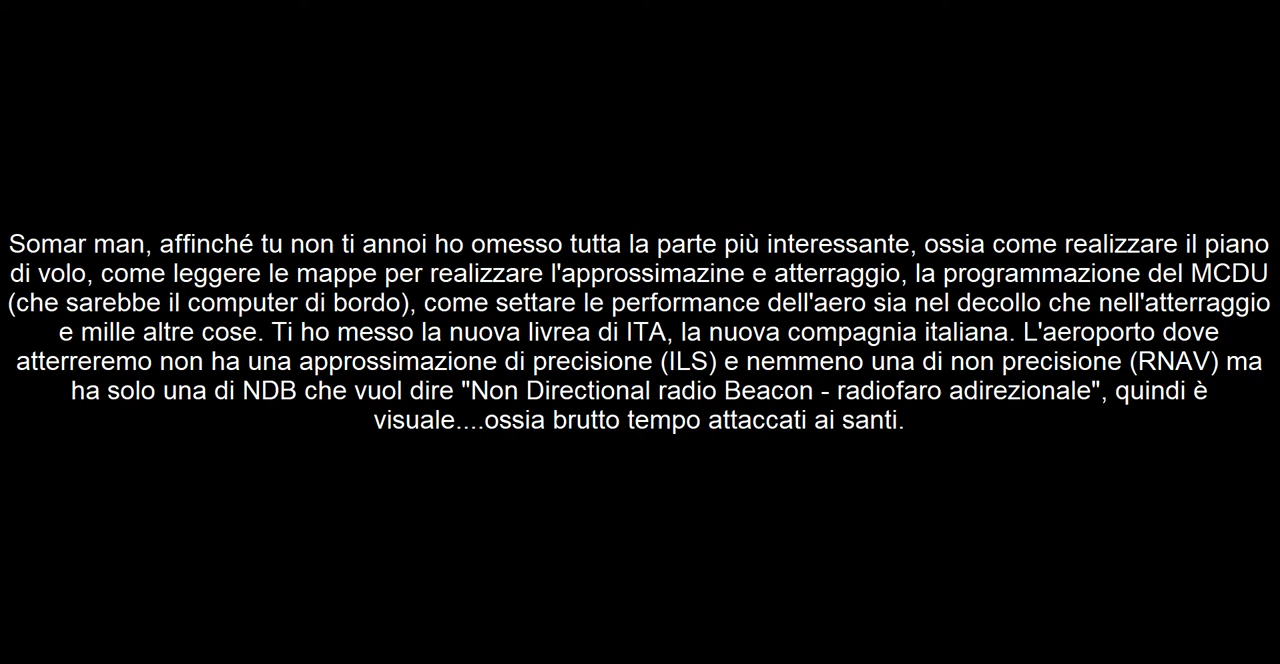 Somar man, affinché tu non ti annoi ho omesso tutta la parte più interessante, ossia come realizzare il piano
di volo, come leggere le mappe per realizzare l'approssimazine e atterraggio, la programmazione del MCDU
(che sarebbe il computer di bordo), come settare le performance dell'aero sia nel decollo che nell'atterraggio
e mille altre cose. Ti ho messo la nuova livrea di ITA, la nuova compagnia italiana. L'aeroporto dove
atterreremo non ha una approssimazione di precisione (ILS) e nemmeno una di non precisione (RNAV) ma
ha solo una di NDB che vuol dire "Non Directional radio Beacon - radiofaro adirezionale", quindi è
visuale....ossia brutto tempo attaccati ai santi.